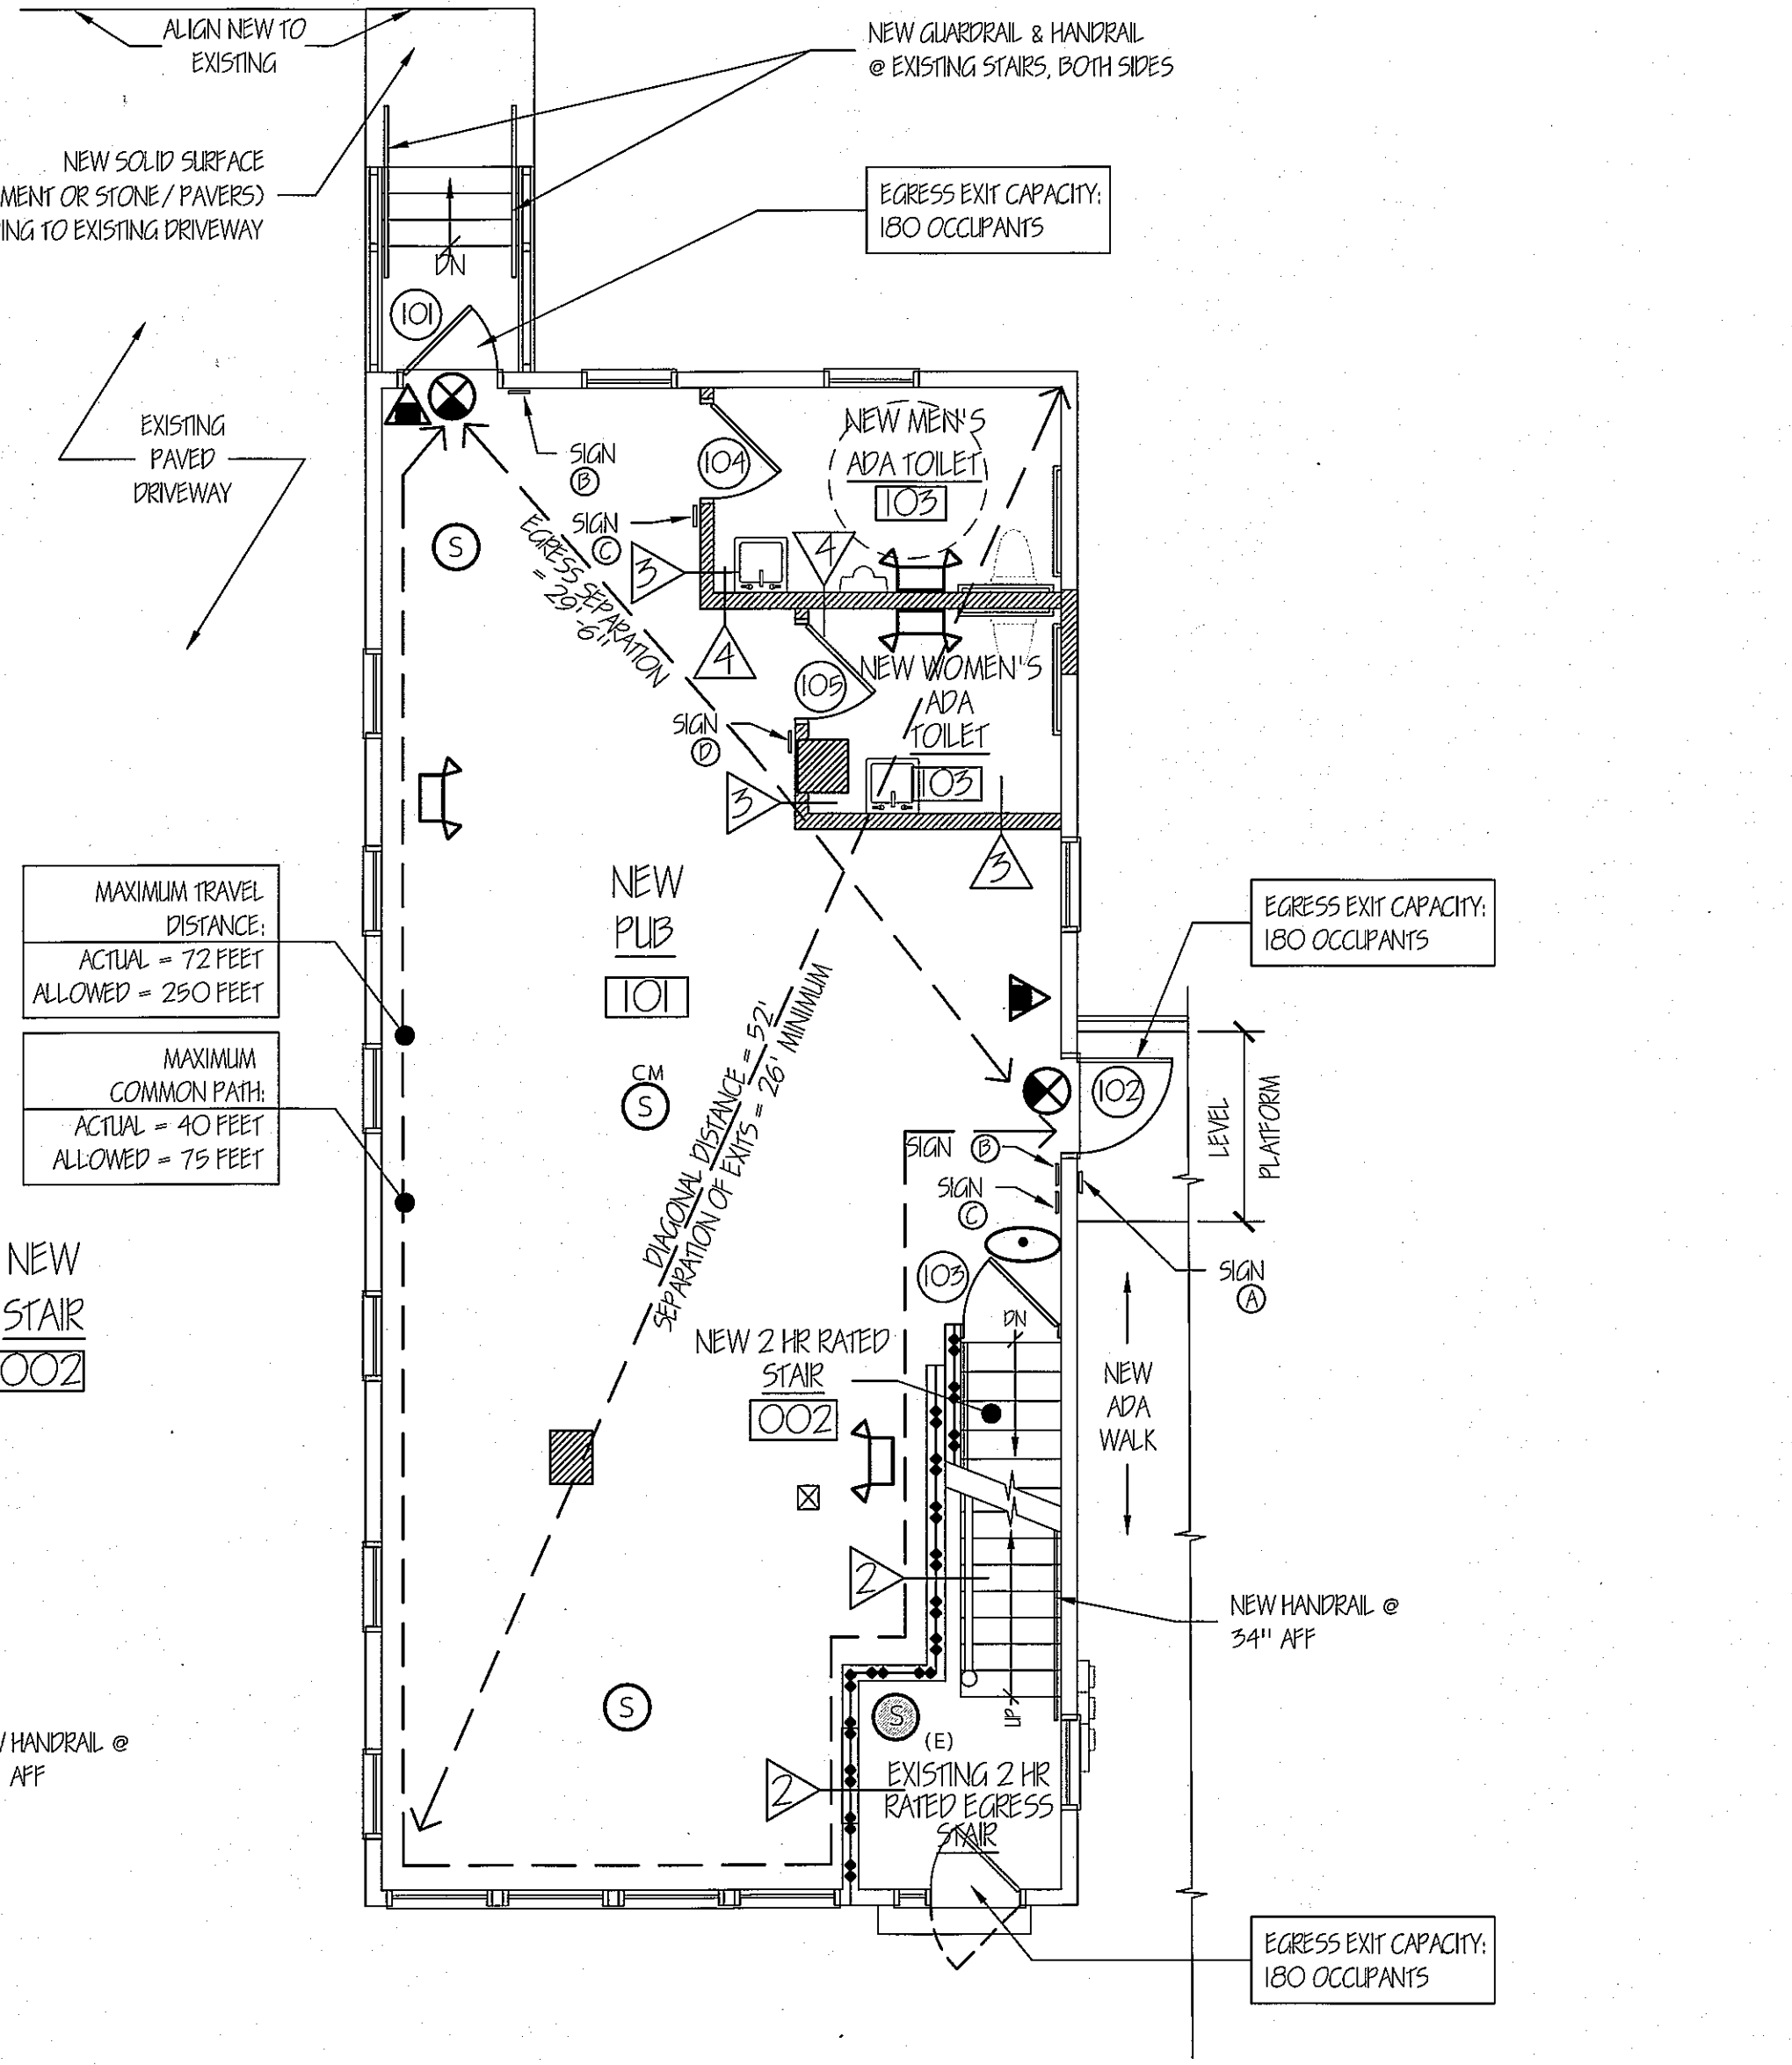 ALIGN NEW TO
EXISTING
NEW GUARDRAIL & HANDRAIL
@ EXISTING STAIRS, BOTH SIDES
NEW SOLID SURFACE
MENT OR STONE/PAVERS)
ING TO EXISTING DRIVEWAY
EGRESS EXIT CAPACITY:
180 OCCUPANTS
DN
101
EXISTING
PAVED
DRIVEWAY
SIGN
B
104
NEW MEN'S
ADA TOILET
103
SIGN
C
S
3
4
EGRESS SEPARATION
= 29'
-6"
4
105
NEW WOMEN'S
ADA
TOILET
103
SIGN
D
3
3
NEW
PUB
101
MAXIMUM TRAVEL
DISTANCE:
ACTUAL = 72 FEET
ALLOWED = 250 FEET
EGRESS EXIT CAPACITY:
180 OCCUPANTS
MAXIMUM
COMMON PATH:
ACTUAL = 40 FEET
ALLOWED = 75 FEET
CM
S
DIAGONAL DISTANCE = 52'
SEPARATION OF EXITS = 26' MINIMUM
102
LEVEL
PLATFORM
SIGN B
SIGN
C
SIGN
A
103
NEW
STAIR
002
DN
NEW 2 HR RATED
STAIR
002
NEW
ADA
WALK
2
NEW HANDRAIL @
34" AFF
S
S
(E)
UP
HANDRAIL @
AFF
2
EXISTING 2 HR
RATED EGRESS
STAIR
EGRESS EXIT CAPACITY:
180 OCCUPANTS